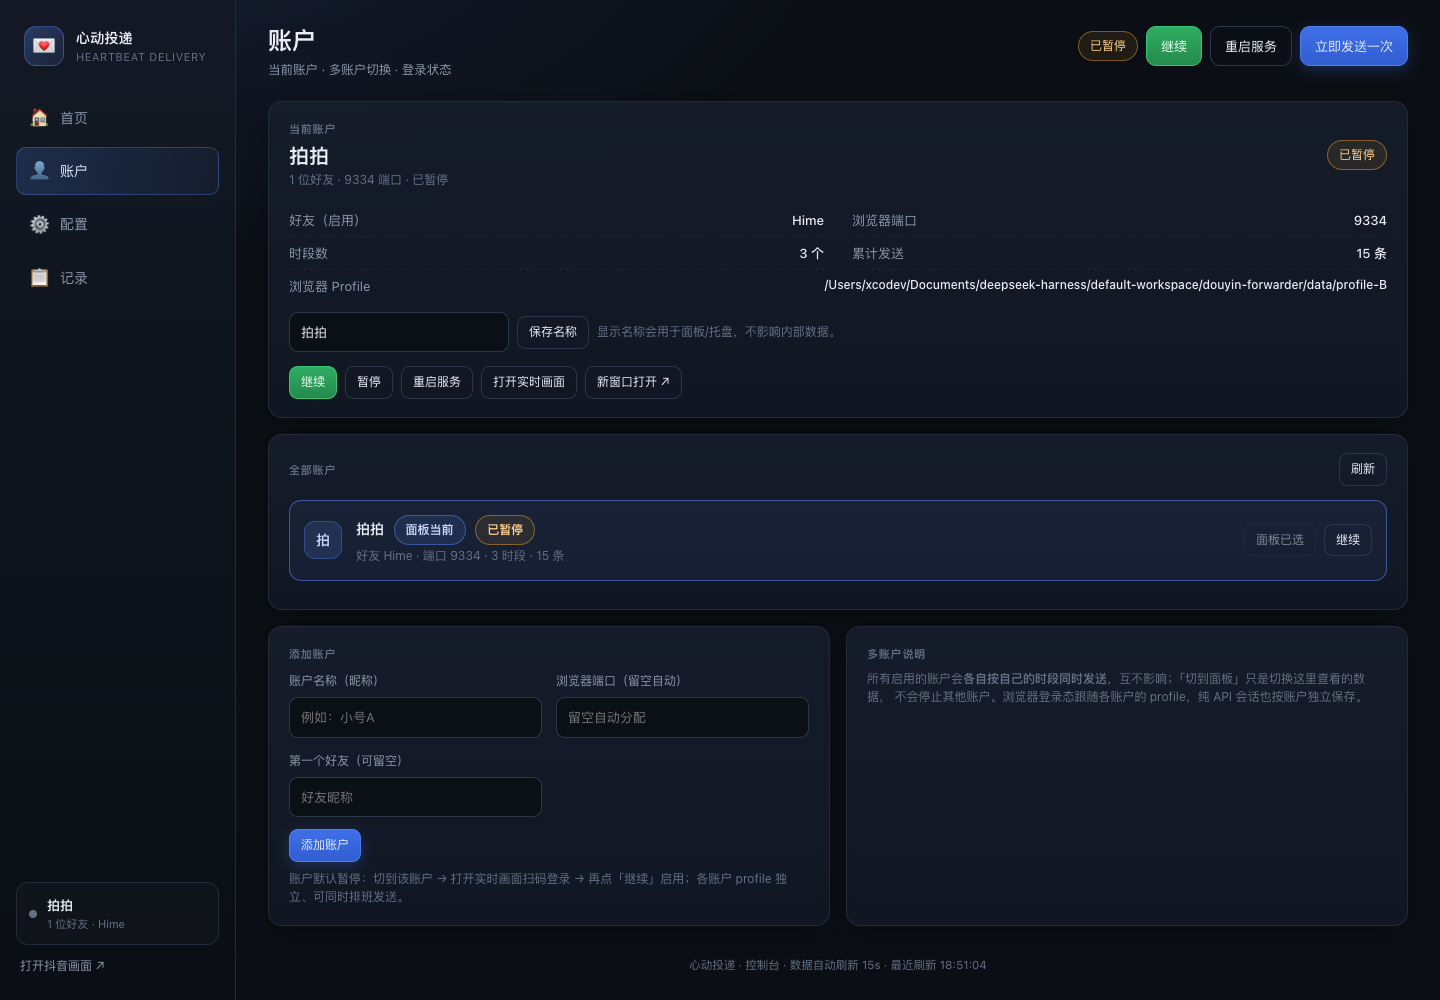 心动投递
HEARTBEAT DELIVERY
首页
账户
配置
记录
拍拍
1 位好友 · Hime
打开抖音画面 ↗
账户
当前账户 · 多账户切换 · 登录状态
已暂停
继续
重启服务
立即发送一次
当前账户
拍拍
1 位好友 · 9334 端口 · 已暂停
已暂停
好友（启用）
Hime
浏览器端口
9334
时段数
3 个
累计发送
15 条
浏览器 Profile
/Users/xcodev/Documents/deepseek-harness/default-workspace/douyin-forwarder/data/profile-B
拍拍
保存名称
显示名称会用于面板/托盘，不影响内部数据。
继续
暂停
重启服务
打开实时画面
新窗口打开 ↗
全部账户
刷新
拍
拍拍
面板当前
已暂停
好友 Hime · 端口 9334 · 3 时段 · 15 条
面板已选
继续
添加账户
账户名称（昵称）
浏览器端口（留空自动）
例如：小号A
留空自动分配
第一个好友（可留空）
好友昵称
添加账户
账户默认暂停：切到该账户 → 打开实时画面扫码登录 → 再点「继续」启用；各账户 profile 独
立、可同时排班发送。
多账户说明
所有启用的账户会各自按自己的时段同时发送，互不影响；「切到面板」只是切换这里查看的数
据， 不会停止其他账户。浏览器登录态跟随各账户的 profile，纯 API 会话也按账户独立保存。
心动投递 · 控制台 · 数据自动刷新 15s · 最近刷新 18:51:04